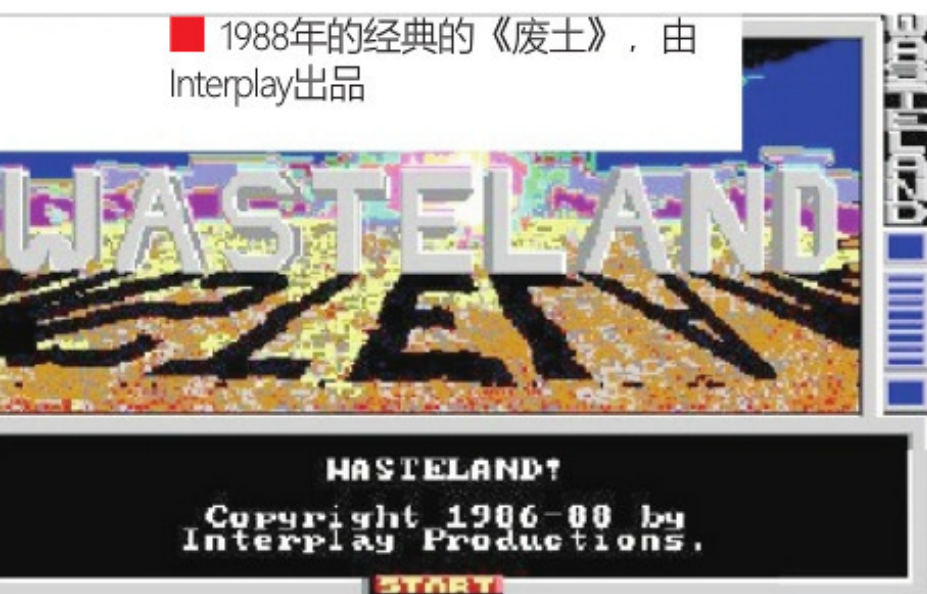 1988年的经典的《废土》，由
Interplay出品
WASTELAND
WASTELAND
WASTELAND!
Copyright 1986-88 by
Interplay Productions.
START